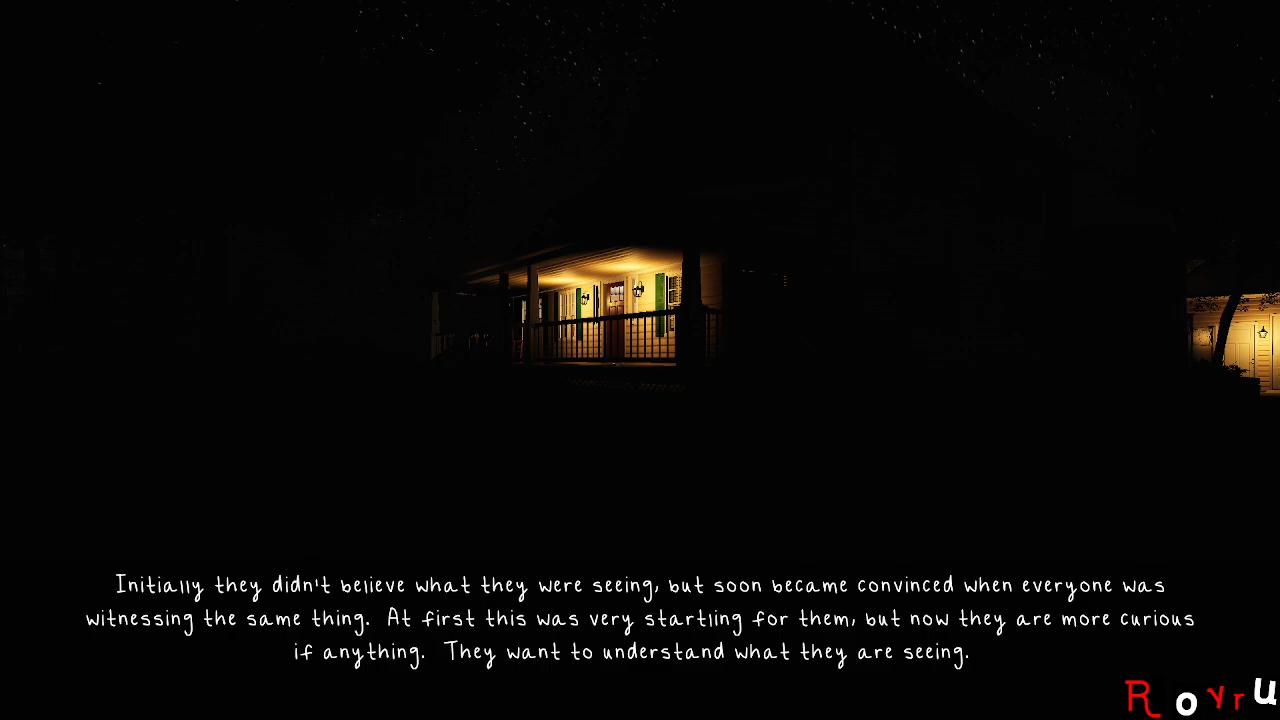 Initially they didn't believe what they were seeing, but soon became convinced when everyone was
witnessing the same thing.  At first this was very startling for them, but now they are more curious
if anything.  They want to understand what they are seeing.
Royru